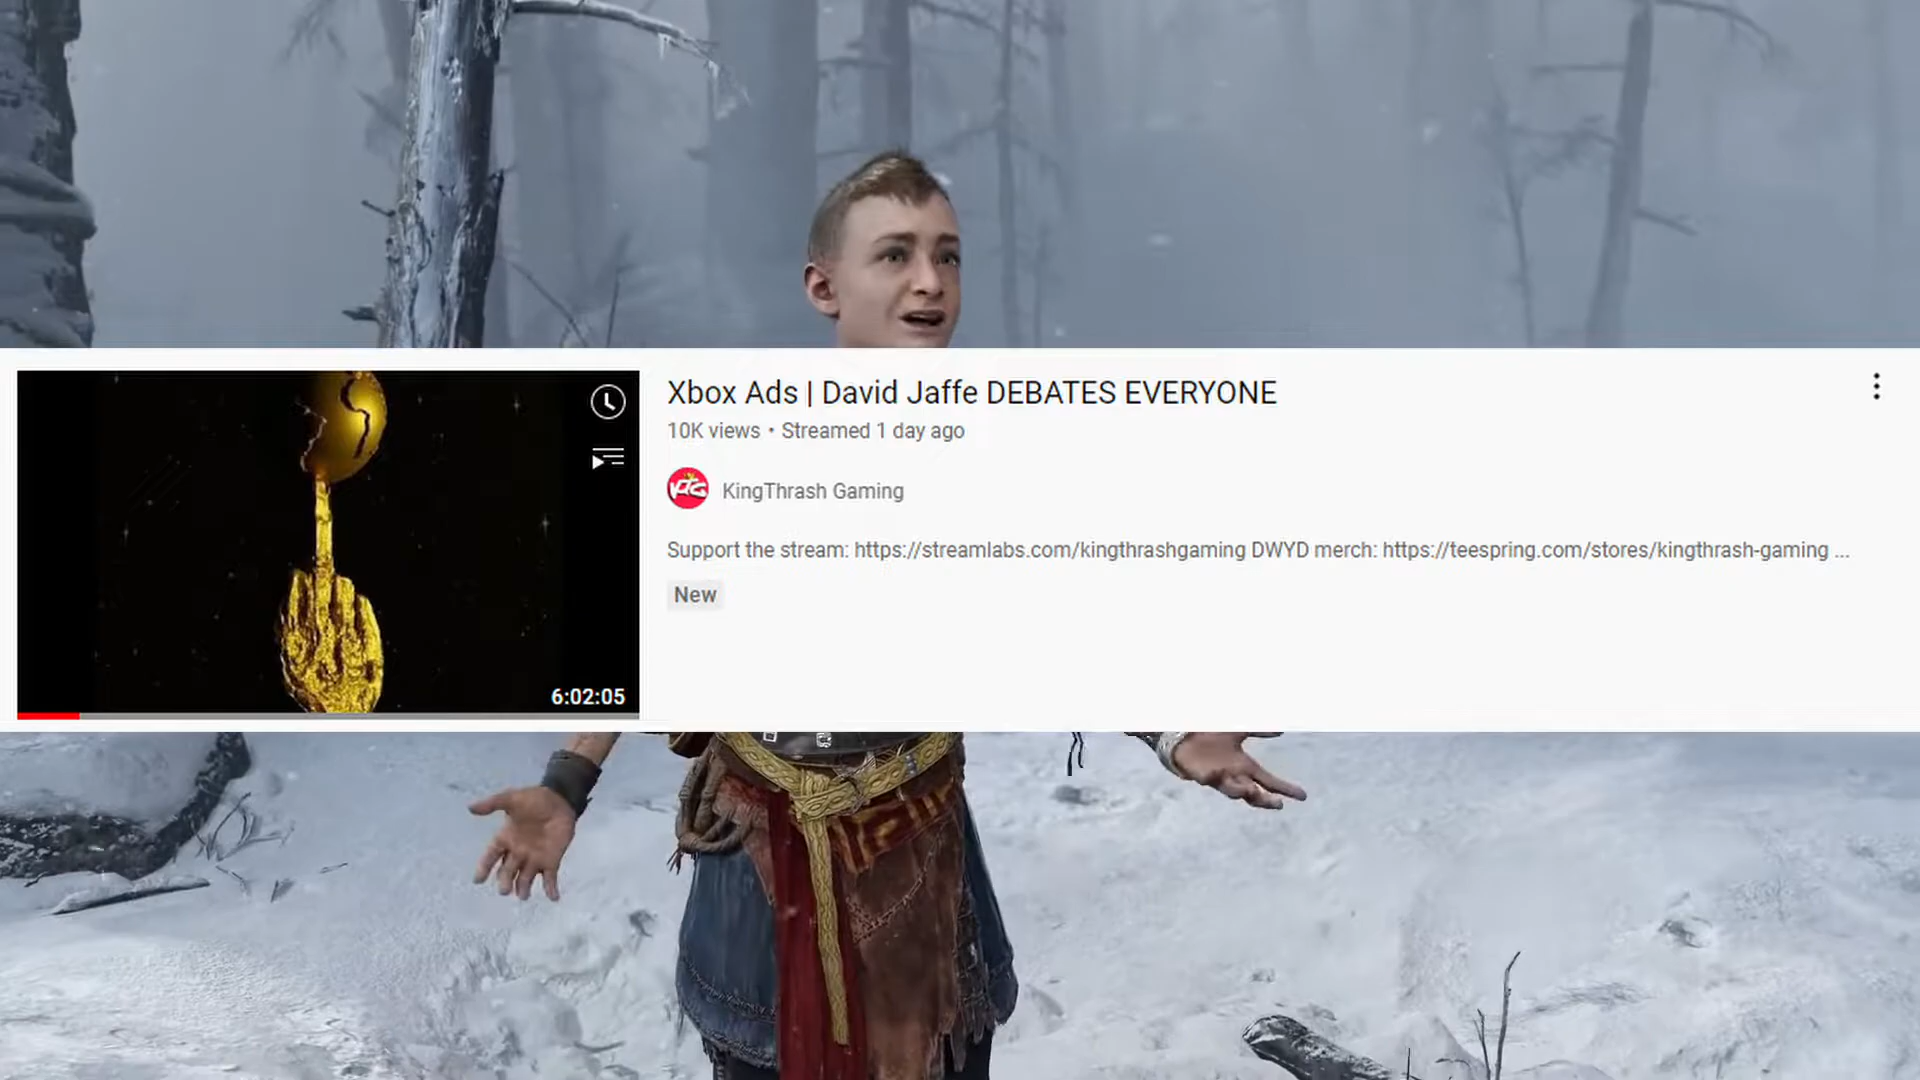 Xbox Ads | David Jaffe DEBATES EVERYONE
10K views • Streamed 1 day ago
KTG
KingThrash Gaming
Support the stream: https://streamlabs.com/kingthrashgaming DWYD merch: https://teespring.com/stores/kingthrash-gaming ...
New
6:02:05